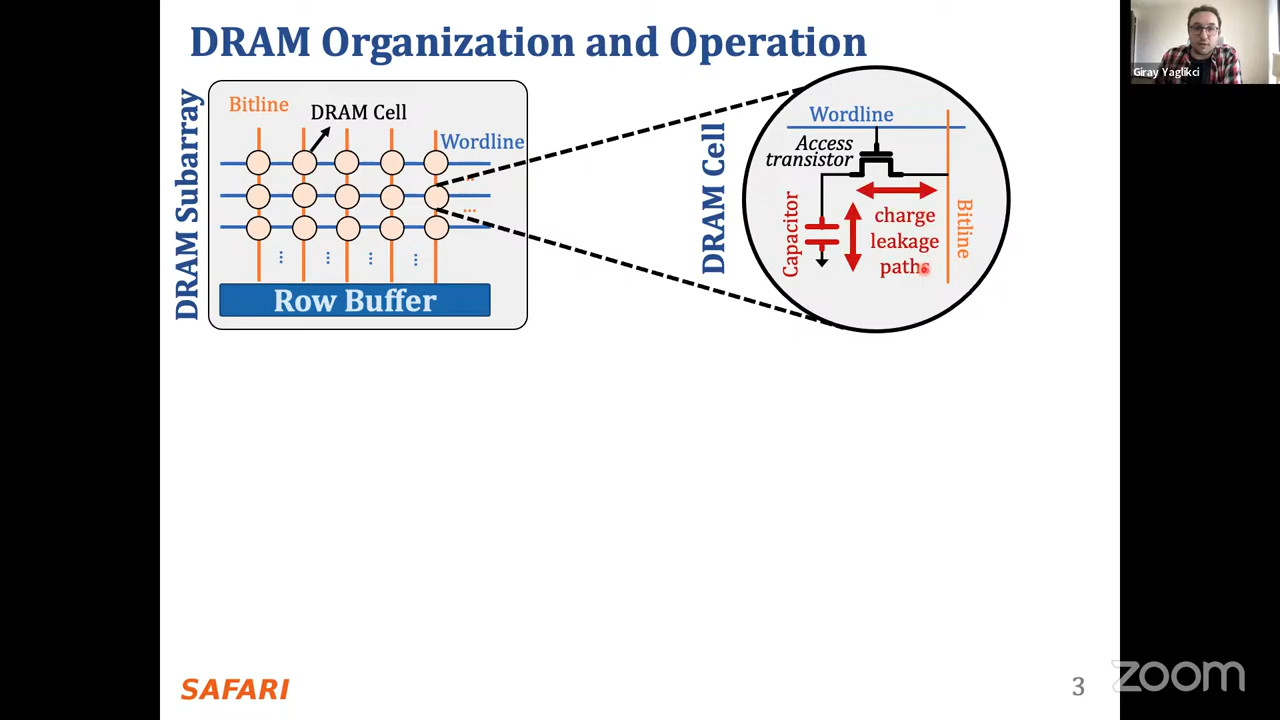 DRAM Organization and Operation
Giray Yaglikci
DRAM Subarray
Bitline
DRAM Cell
Wordline
...
...
Row Buffer
DRAM Cell
Wordline
Access
transistor
Capacitor
charge
leakage
paths
Bitline
SAFARI
3
zoom